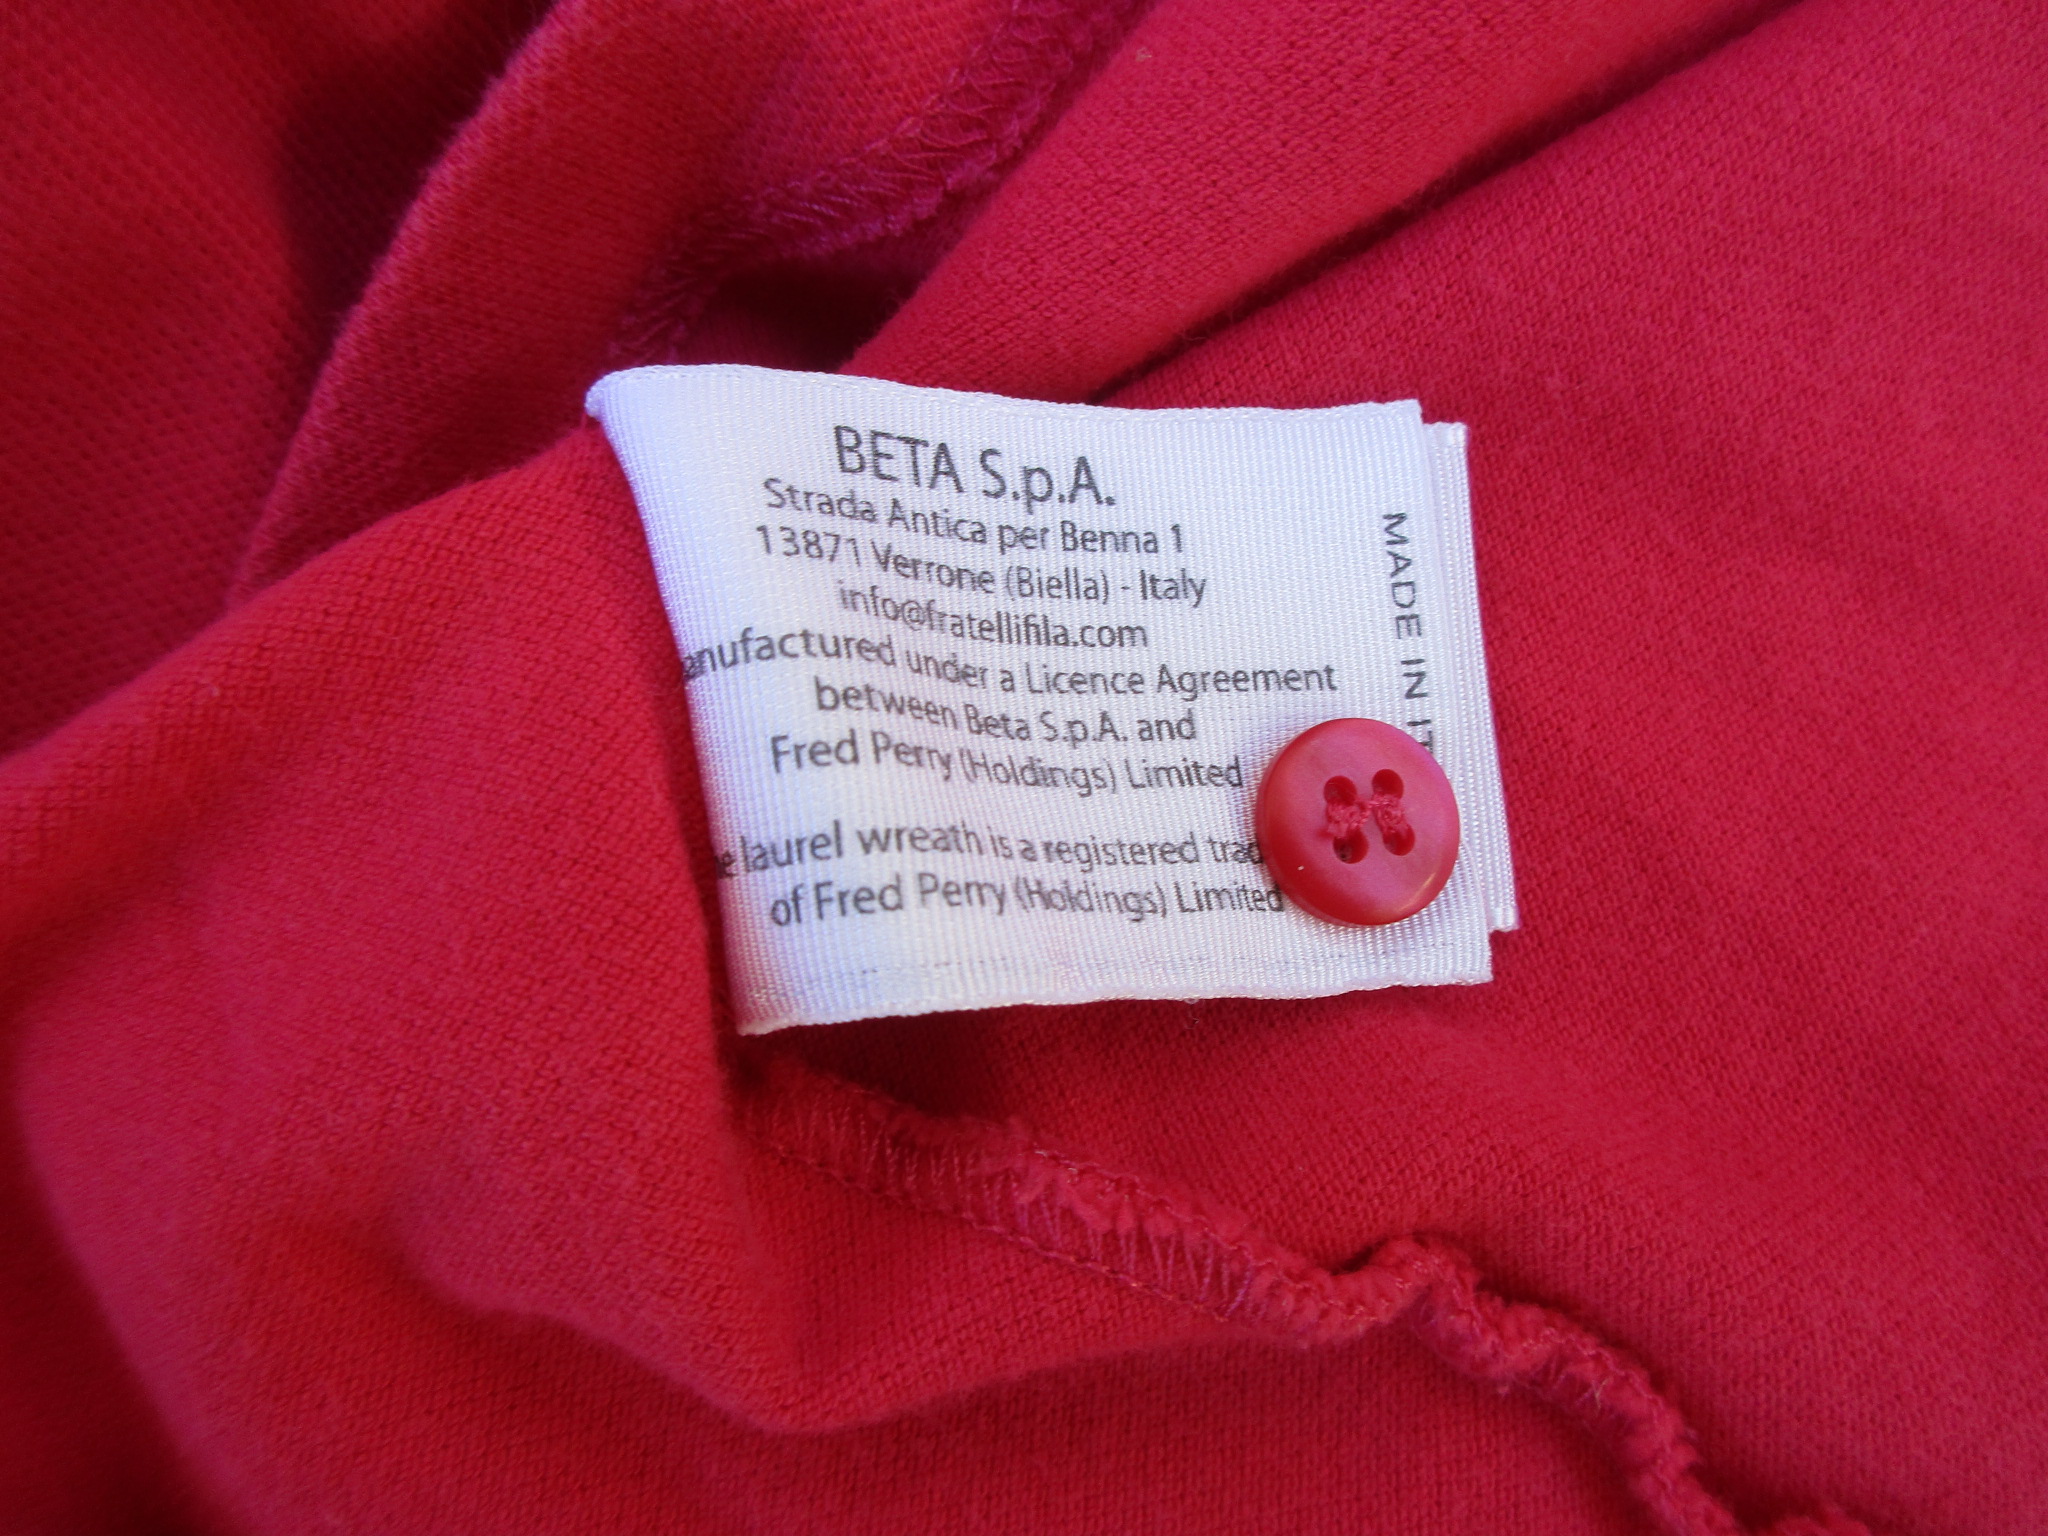 BETA S.p.A.
Strada Antica per Benna 1
13871 Verrone (Biella) - Italy
info@fratellifila.com
anufactured under a Licence Agreement
between Beta S.p.A. and
Fred Perry (Holdings) Limited
laurel wreath is a registered trad
of Fred Perry (Holdings) Limited
MADE IN IT